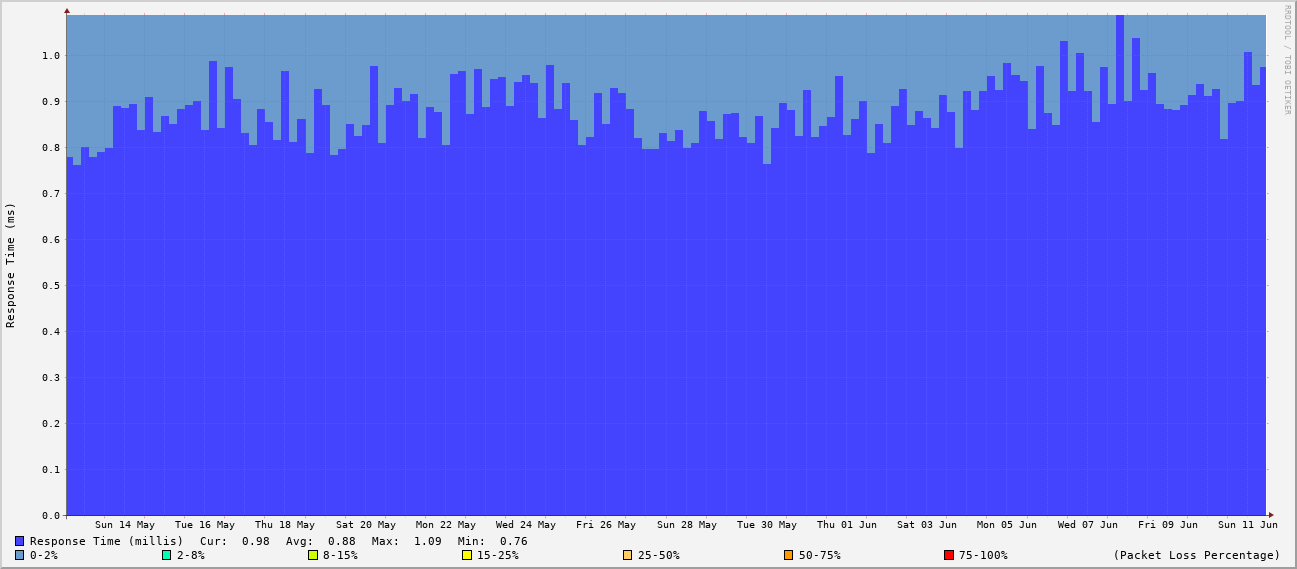 RRDTOOL / TOBI OETIKER
Response Time (ms)
1.0
0.9
0.8
0.7
0.6
0.5
0.4
0.3
0.2
0.1
0.0
Sun 14 May Tue 16 May Thu 18 May Sat 20 May Mon 22 May Wed 24 May Fri 26 May Sun 28 May Tue 30 May Thu 01 Jun Sat 03 Jun Mon 05 Jun Wed 07 Jun Fri 09 Jun Sun 11 Jun
Response Time (millis) Cur: 0.98 Avg: 0.88 Max: 1.09 Min: 0.76
0-2% 2-8% 8-15% 15-25% 25-50% 50-75% 75-100% (Packet Loss Percentage)